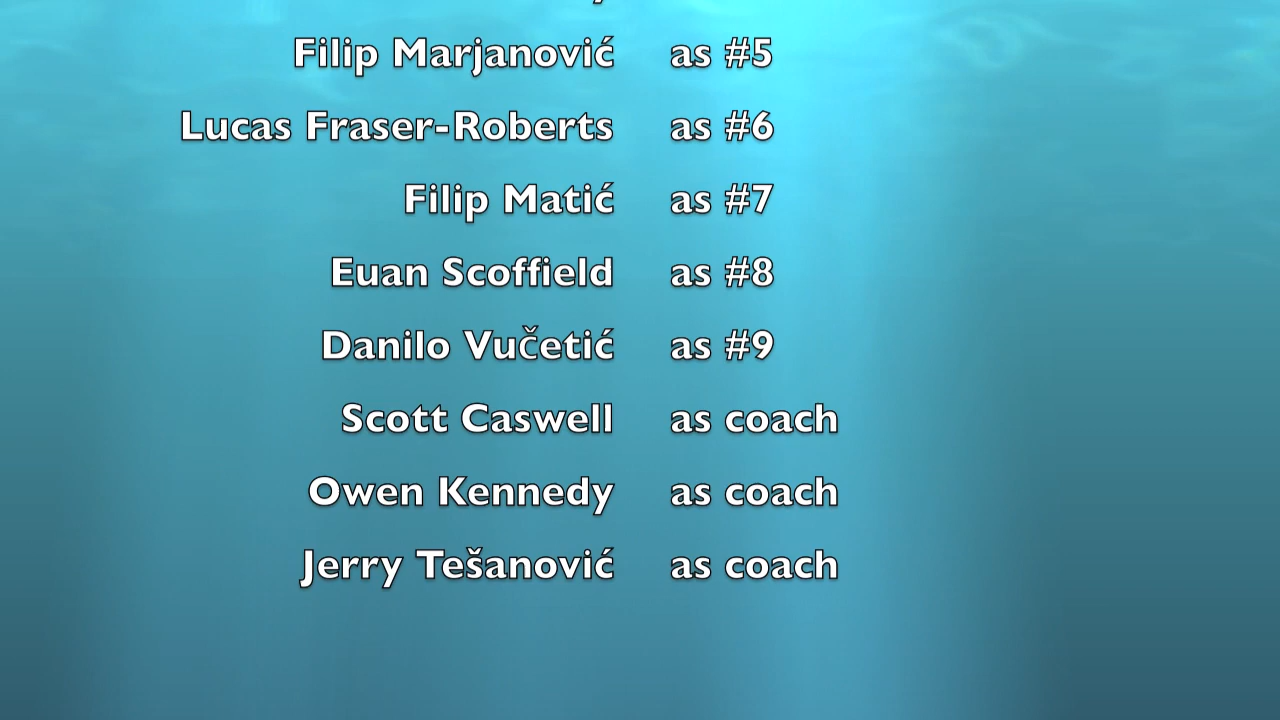 Filip Marjanović as #5
Lucas Fraser-Roberts as #6
Filip Matić as #7
Euan Scoffield as #8
Danilo VuČetić as #9
Scott Caswell as coach
Owen Kennedy as coach
Jerry Tešanović as coach